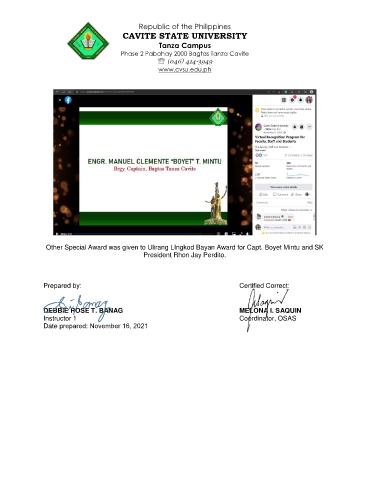 Republic of the Philippines
CAVITE STATE UNIVERSITY
Tanza Campus
Phase 2 Pabahay 2000 Bagtas Tanza Cavite
☏ (046) 414-3949
www.cvsu.edu.ph
ENGR. MANUEL CLEMENTE "BOYET" T. MINTU
Brgy. Captain, Bagtas Tanza Cavite
Virtual Recognition Program for
Faculty, Staff and Students
Other Special Award was given to Ulirang LIngkod Bayan Award for Capt. Boyet Mintu and SK
President Rhon Jay Perdito.
Prepared by:
Certified Correct:
DEBBIE ROSE T. BANAG
MELONA I. SAQUIN
Instructor 1
Coordinator, OSAS
Date prepared: November 16, 2021